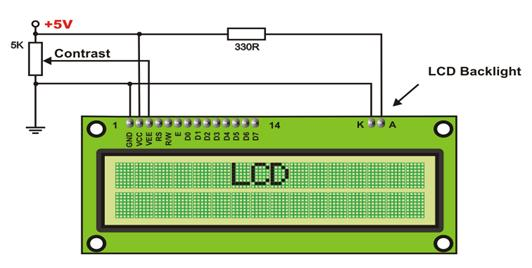 +5V
5K
Contrast
330R
LCD Backlight
1
14
K
A
GND
VCC
VEE
RS
R/W
E
D0
D1
D2
D3
D4
D5
D6
D7
LCD